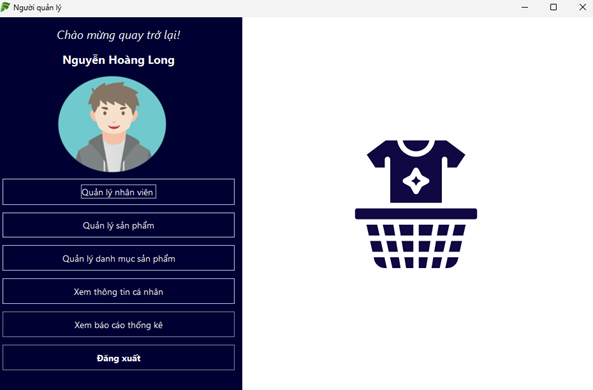 Người quản lý
Chào mừng quay trở lại!
Nguyễn Hoàng Long
Quản lý nhân viên
Quản lý sản phẩm
Quản lý danh mục sản phẩm
Xem thông tin cá nhân
Xem báo cáo thống kê
Đăng xuất